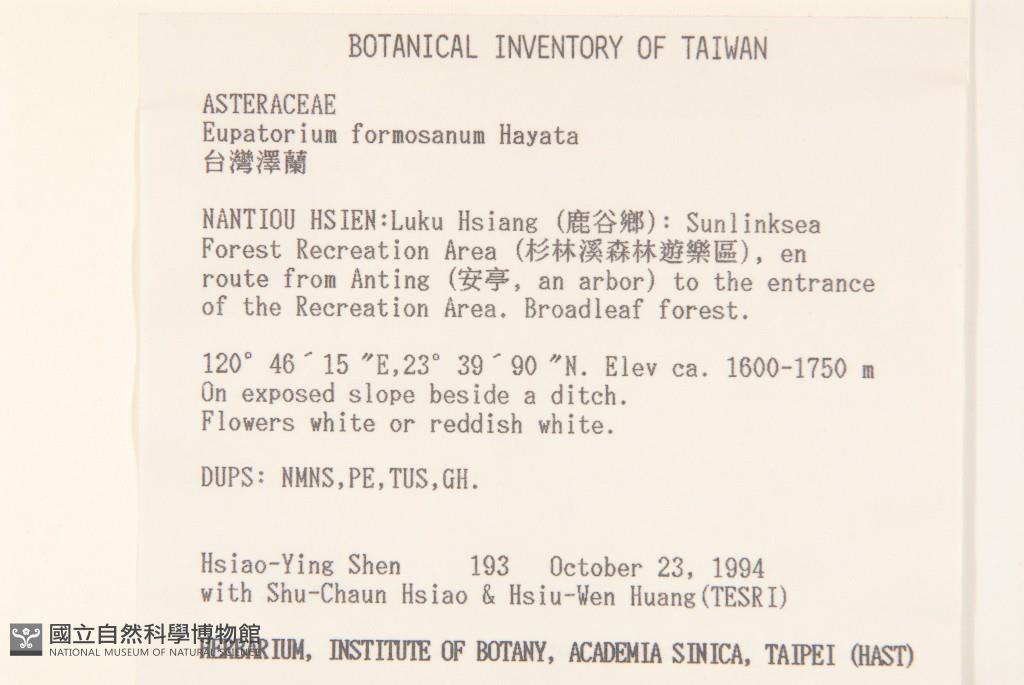 BOTANICAL INVENTORY OF TAIWAN
ASTERACEAE
Eupatorium formosanum Hayata
台灣澤蘭
NANTIOU HSIEN:Luku Hsiang (鹿谷鄉): Sunlinksea
Forest Recreation Area (杉林溪森林遊樂區), en
route from Anting (安亭, an arbor) to the entrance
of the Recreation Area. Broadleaf forest.
120° 46´15 ″E,23° 39´90 ″N. Elev ca. 1600-1750 m
On exposed slope beside a ditch.
Flowers white or reddish white.
DUPS: NMNS,PE,TUS,GH.
Hsiao-Ying Shen 193 October 23, 1994
with Shu-Chaun Hsiao & Hsiu-Wen Huang(TESRI)
國立自然科學博物館
NATIONAL MUSEUM OF NATURAL SCIENCE
HERBARIUM, INSTITUTE OF BOTANY, ACADEMIA SINICA, TAIPEI (HAST)